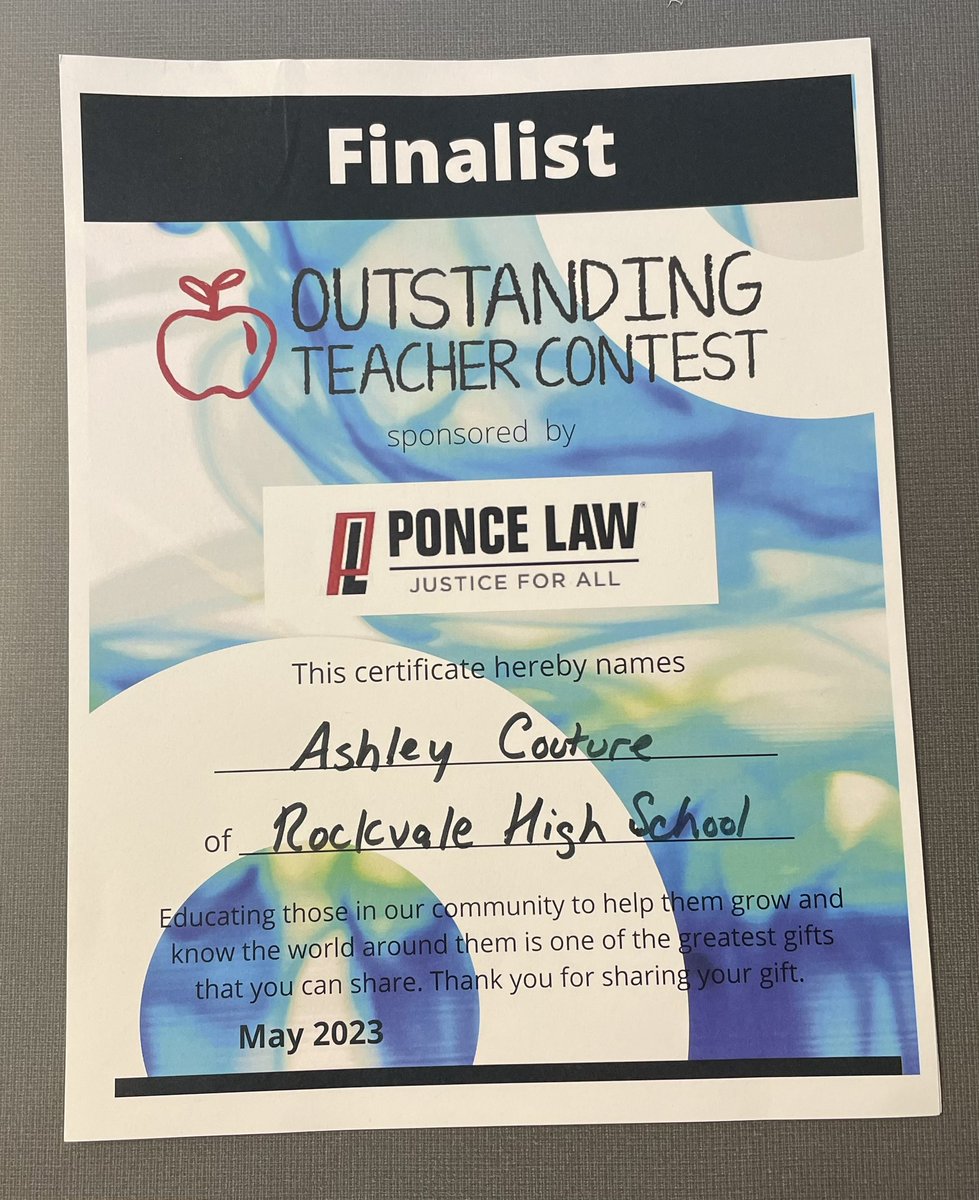 Finalist
OUTSTANDING
TEACHER CONTEST
sponsored by
PL PONCE LAW®
JUSTICE FOR ALL
This certificate hereby names
Ashley Couture
of Rockvale High School
Educating those in our community to help them grow and
know the world around them is one of the greatest gifts
that you can share. Thank you for sharing your gift.
May 2023